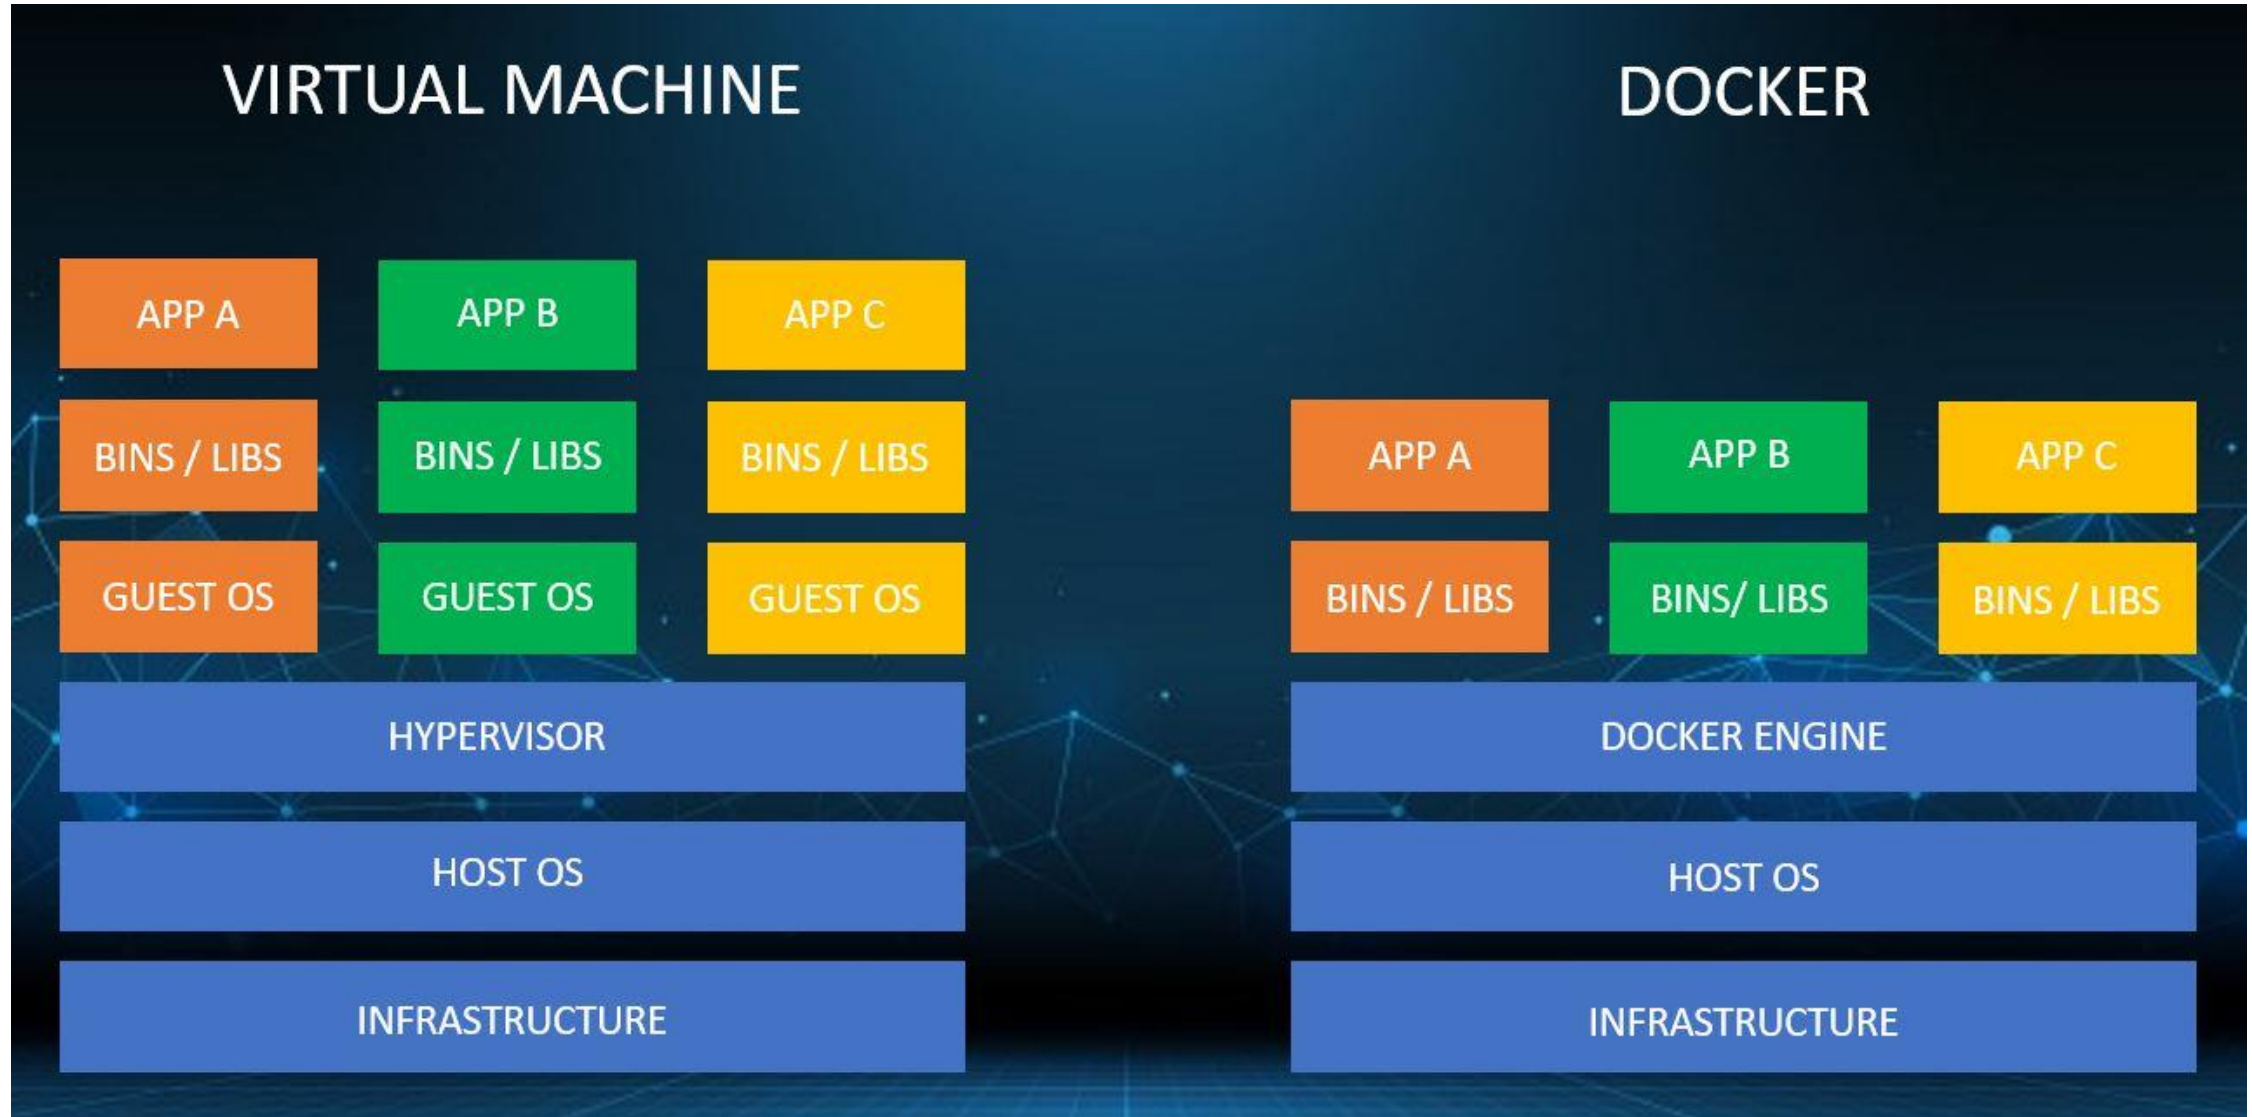 VIRTUAL MACHINE
APP A
APP B
APP C
BINS / LIBS
BINS / LIBS
BINS / LIBS
GUEST OS
GUEST OS
GUEST OS
HYPERVISOR
HOST OS
INFRASTRUCTURE
DOCKER
APP A
APP B
APP C
BINS / LIBS
BINS/ LIBS
BINS / LIBS
DOCKER ENGINE
HOST OS
INFRASTRUCTURE